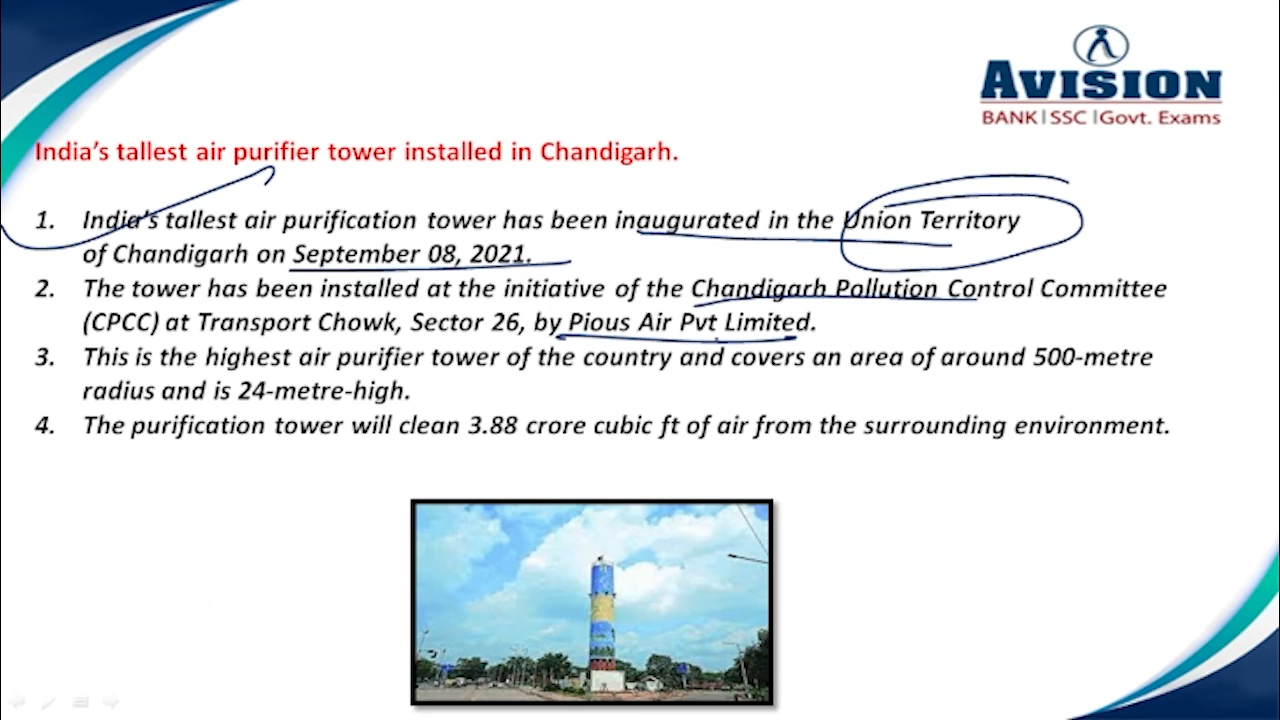 AVISION
BANK|SSC|Govt. Exams
India's tallest air purifier tower installed in Chandigarh.
1. India's tallest air purification tower has been inaugurated in the Union Territory
of Chandigarh on September 08, 2021.
2. The tower has been installed at the initiative of the Chandigarh Pollution Control Committee
(CPCC) at Transport Chowk, Sector 26, by Pious Air Pvt Limited.
3. This is the highest air purifier tower of the country and covers an area of around 500-metre
radius and is 24-metre-high.
4. The purification tower will clean 3.88 crore cubic ft of air from the surrounding environment.